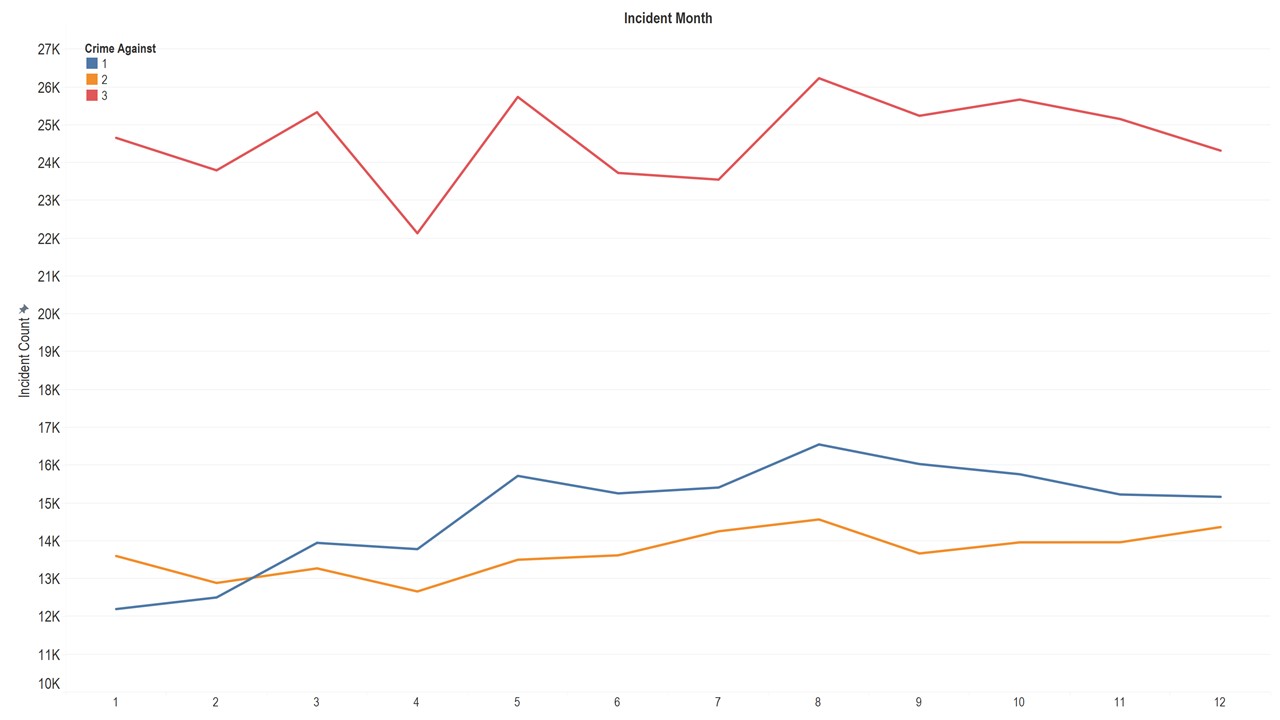 Incident Month
Crime Against
1
2
3
27K
26K
25K
24K
23K
22K
21K
20K
19K
18K
17K
16K
15K
14K
13K
12K
11K
10K
Incident Count
1 2 3 4 5 6 7 8 9 10 11 12